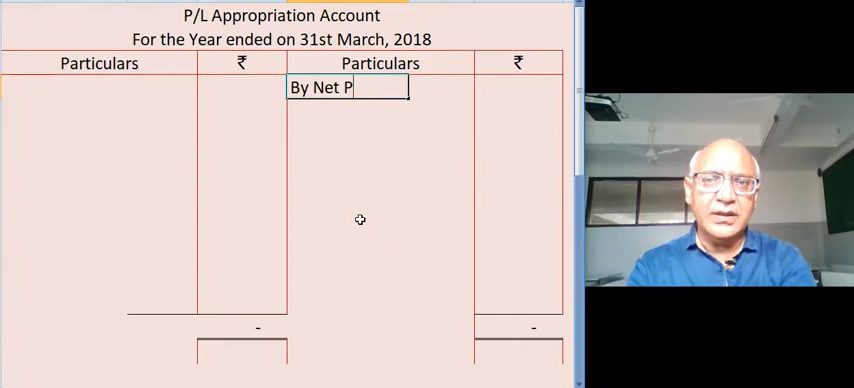 P/L Appropriation Account
For the Year ended on 31st March, 2018
Particulars ₹ Particulars ₹
By Net P
- -